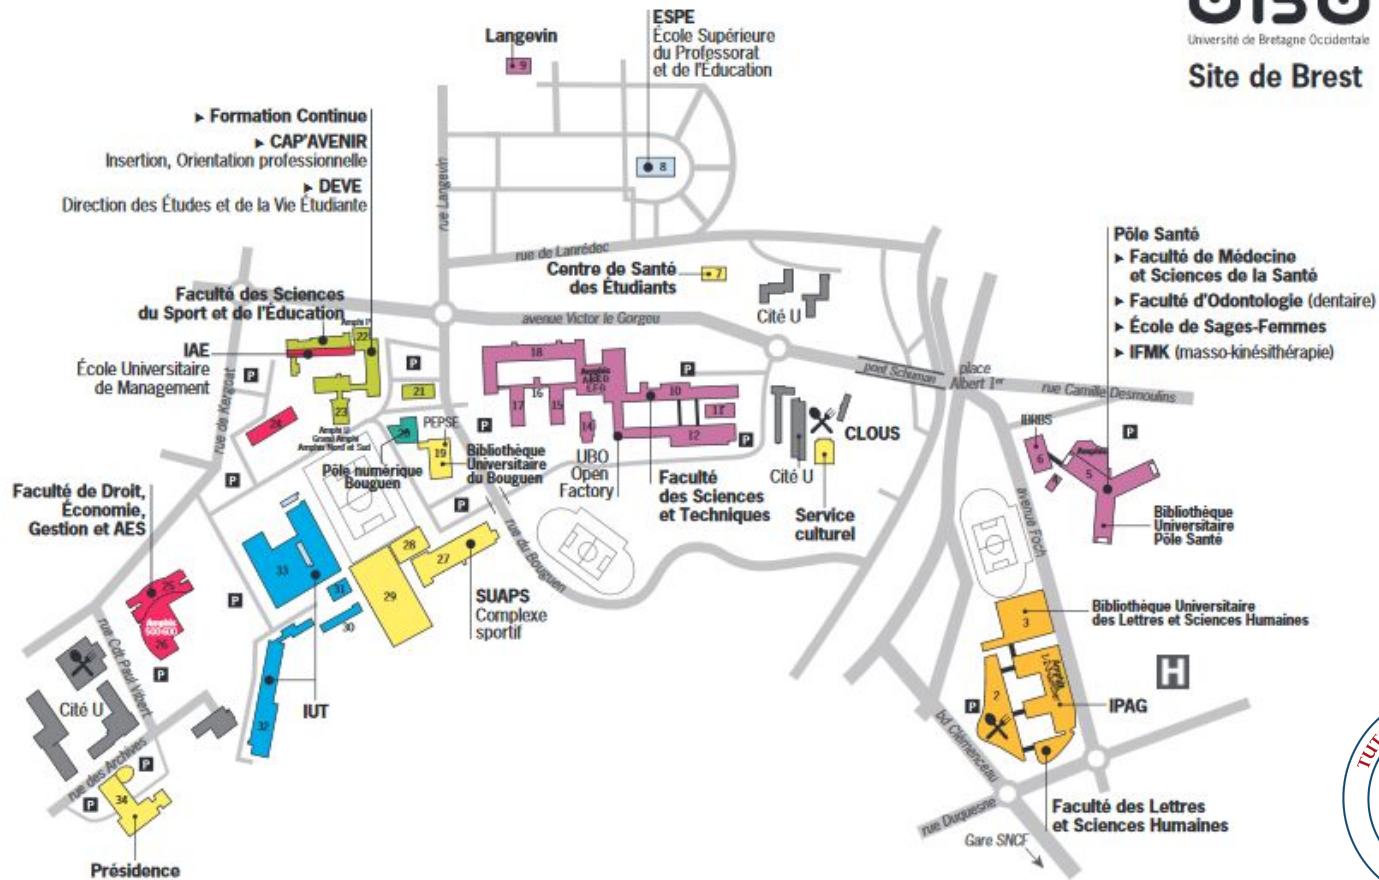 Université de Bretagne Occidentale
Site de Brest
ESPE
École Supérieure
du Professorat
et de l'Éducation
Langevin
9
8
► Formation Continue
► CAP'AVENIR
Insertion, Orientation professionnelle
► DEVE
Direction des Études et de la Vie Étudiante
rue Langevin
rue de Lanrédec
Centre de Santé
des Étudiants
7
Cité U
avenue Victor le Gorgeu
Faculté des Sciences
du Sport et de l'Éducation
22
IAE
École Universitaire
de Management
P
P
21
23
Amphi U
Grand Amphi
Amphis Nord et Sud
24
rue de Kergoat
18
16
17
15
14
10
11
12
P
P
P
PEPSE
19
20
Bibliothèque
Universitaire
du Bouguen
Pôle numérique
Bouguen
UBO
Open
Factory
Faculté
des Sciences
et Techniques
Cité U
CLOUS
Service
culturel
pont Schuman
place
Albert 1er
rue Camille Desmoulins
Pôle Santé
► Faculté de Médecine
et Sciences de la Santé
► Faculté d'Odontologie (dentaire)
► École de Sages-Femmes
► IFMK (masso-kinésithérapie)
IBRBS
6
5
Amphis
P
Bibliothèque
Universitaire
Pôle Santé
avenue Foch
P
P
Faculté de Droit,
Économie,
Gestion et AES
25
26
P
P
33
31
30
32
IUT
28
27
29
SUAPS
Complexe
sportif
rue du Bouguen
rue Cdt Paul Vibert
Cité U
rue des Archives
P
P
34
Présidence
3
Bibliothèque Universitaire
des Lettres et Sciences Humaines
H
2
P
IPAG
bd Clémenceau
rue Duquesne
Gare SNCF
Faculté des Lettres
et Sciences Humaines
TUT